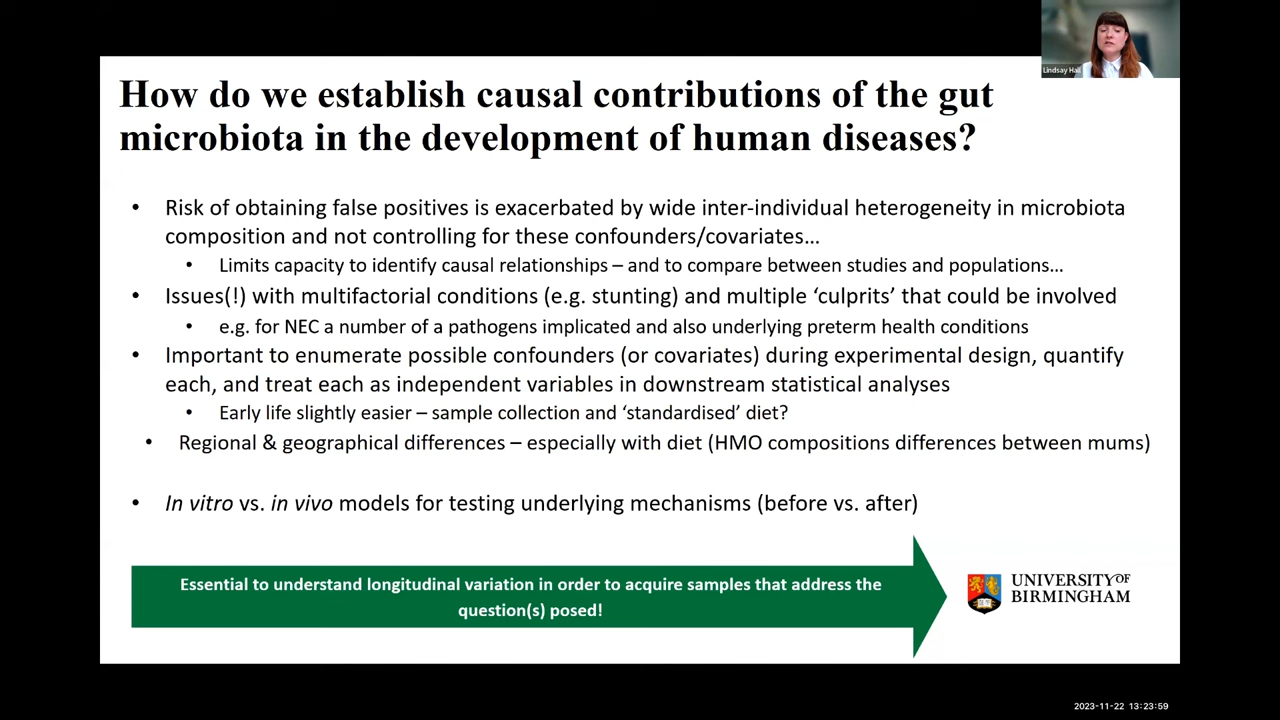 Lindsay Hall
How do we establish causal contributions of the gut
microbiota in the development of human diseases?
• Risk of obtaining false positives is exacerbated by wide inter-individual heterogeneity in microbiota
composition and not controlling for these confounders/covariates…
• Limits capacity to identify causal relationships – and to compare between studies and populations…
• Issues(!) with multifactorial conditions (e.g. stunting) and multiple ‘culprits’ that could be involved
• e.g. for NEC a number of a pathogens implicated and also underlying preterm health conditions
• Important to enumerate possible confounders (or covariates) during experimental design, quantify
each, and treat each as independent variables in downstream statistical analyses
• Early life slightly easier – sample collection and ‘standardised’ diet?
• Regional & geographical differences – especially with diet (HMO compositions differences between mums)
• In vitro vs. in vivo models for testing underlying mechanisms (before vs. after)
Essential to understand longitudinal variation in order to acquire samples that address the
question(s) posed!
UNIVERSITY OF
BIRMINGHAM
2023-11-22 13:23:59